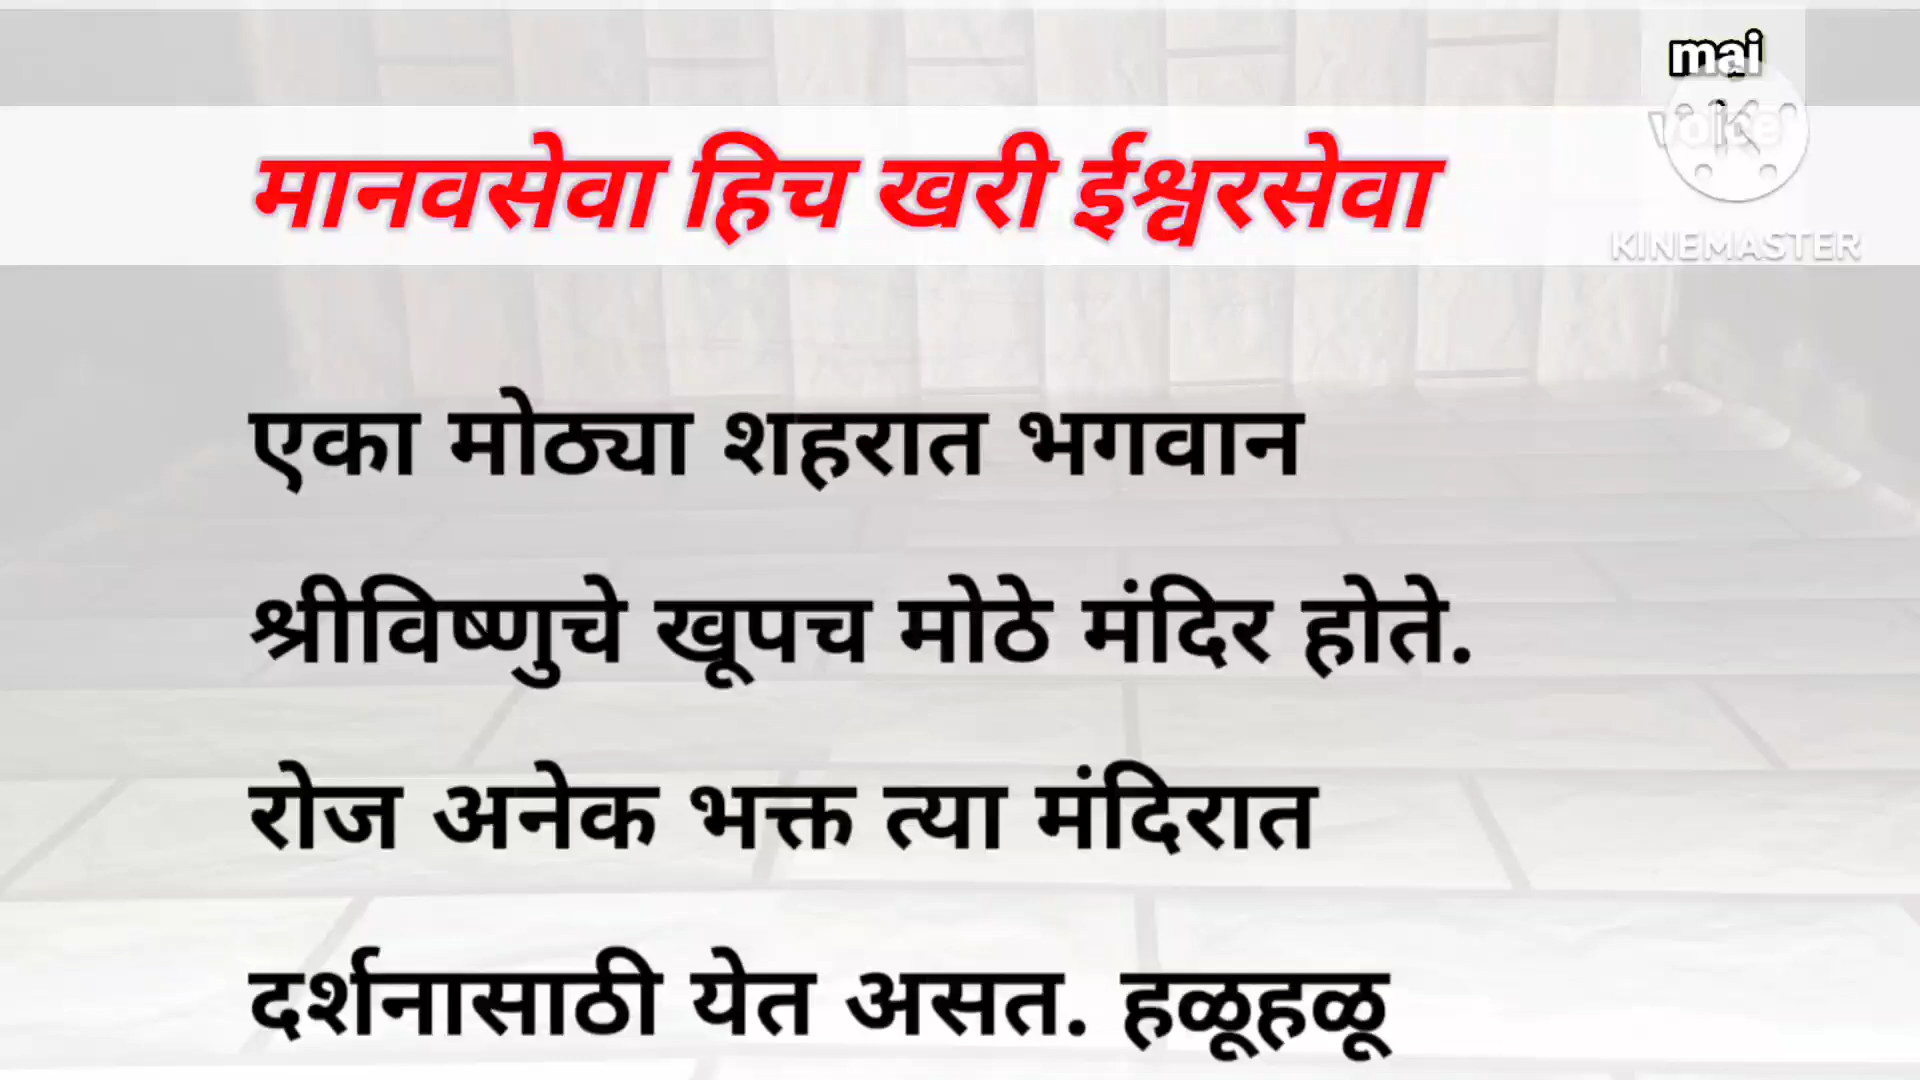 mai
voice
KINEMASTER
मानवसेवा हिच खरी ईश्वरसेवा
एका मोठ्या शहरात भगवान
श्रीविष्णुचे खूपच मोठे मंदिर होते.
रोज अनेक भक्त त्या मंदिरात
दर्शनासाठी येत असत. हळूहळू